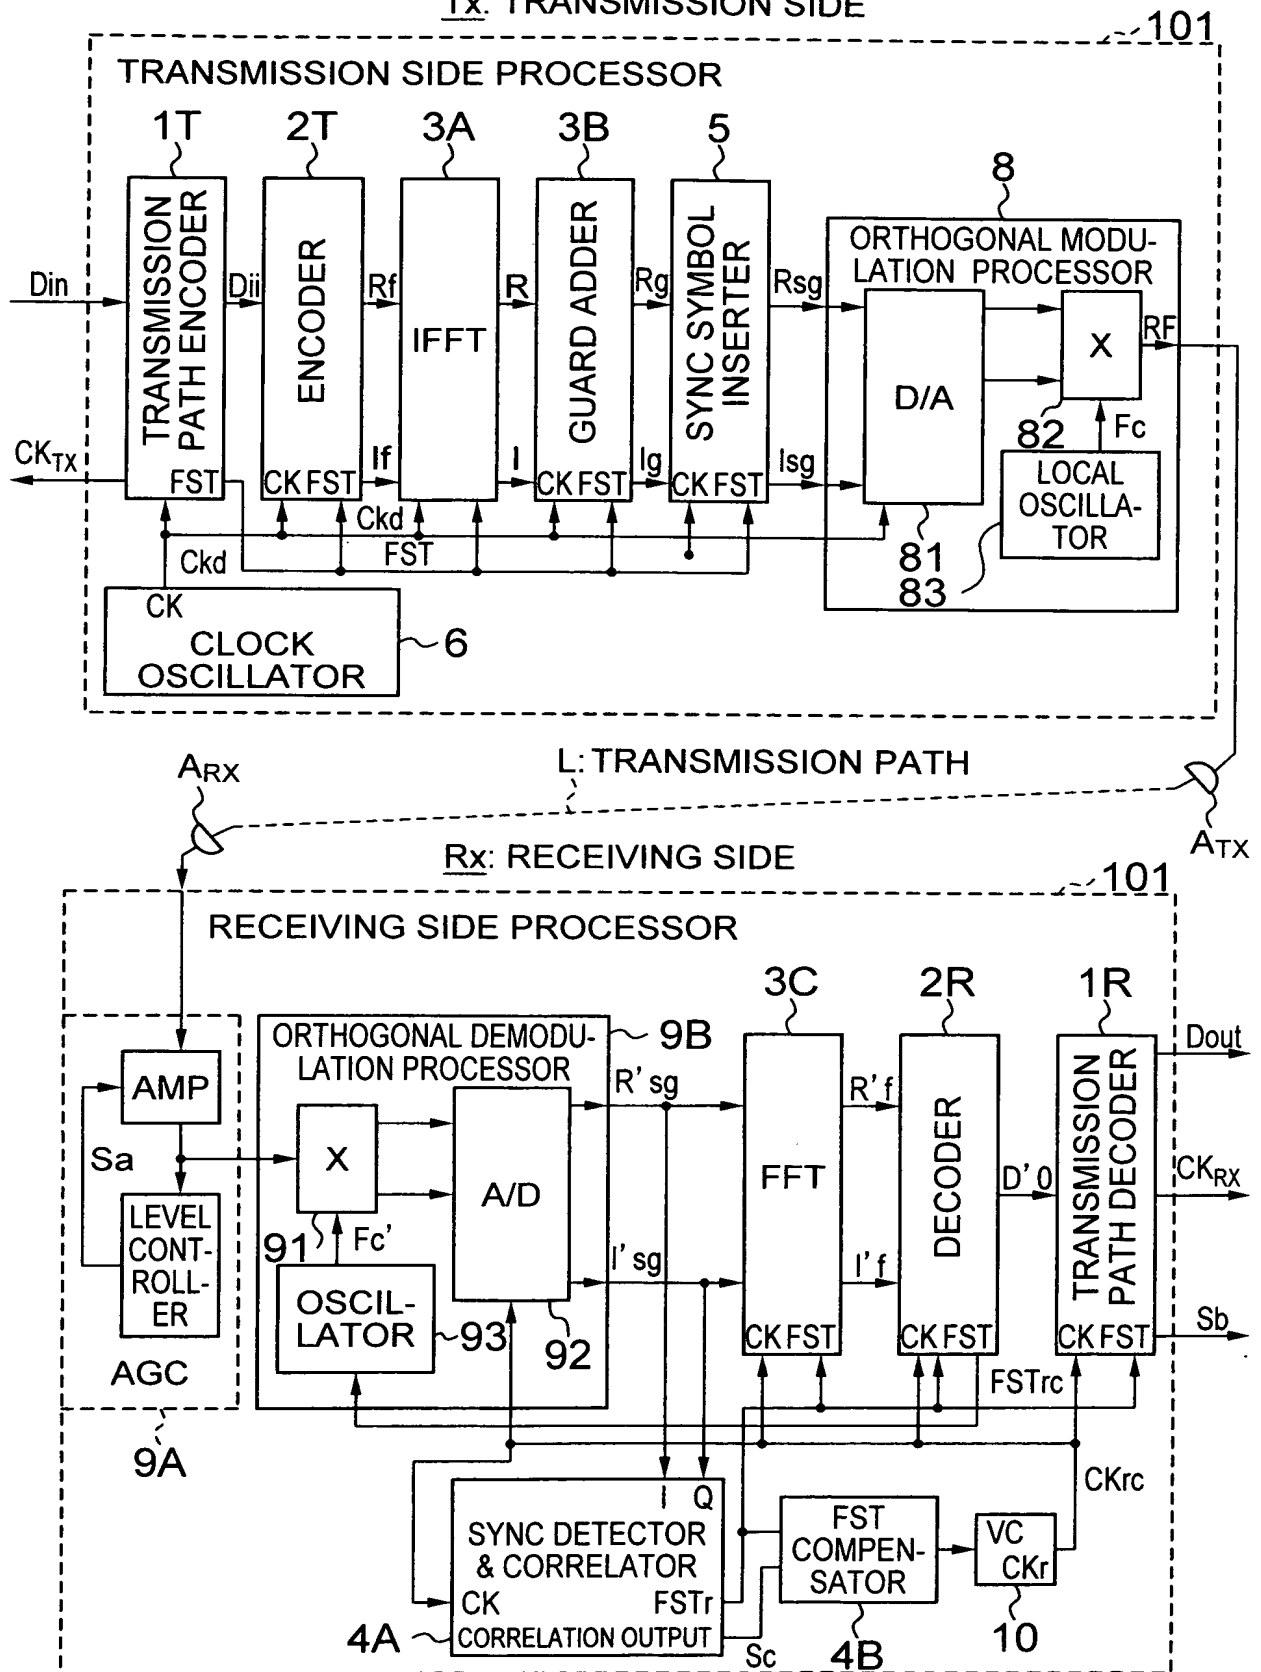 Tx: TRANSMISSION SIDE
101
TRANSMISSION SIDE PROCESSOR
1T
2T
3A
3B
5
8
TRANSMISSION
PATH ENCODER
FST
ENCODER
CK FST
IFFT
GUARD ADDER
CK FST
SYNC SYMBOL
INSERTER
CK FST
ORTHOGONAL MODU-
LATION PROCESSOR
D/A
X
Din
Dii
Rf
R
Rg
Rsg
RF
CKTX
If
I
Ig
Isg
82
Fc
LOCAL
OSCILLA-
TOR
Ckd
FST
Ckd
81
83
CK
CLOCK
OSCILLATOR
6
ARX
L: TRANSMISSION PATH
ATX
Rx: RECEIVING SIDE
101
RECEIVING SIDE PROCESSOR
3C
2R
1R
9B
ORTHOGONAL DEMODU-
LATION PROCESSOR
AMP
Sa
LEVEL
CONT-
ROLL-
ER
AGC
9A
X
91
Fc'
OSCIL-
LATOR
93
A/D
92
R'sg
I'sg
FFT
CK FST
R'f
I'f
DECODER
CK FST
D'0
TRANSMISSION
PATH DECODER
CK FST
Dout
CKRX
Sb
FSTrc
CKrc
I Q
SYNC DETECTOR
& CORRELATOR
CK FSTr
CORRELATION OUTPUT
4A
Sc
FST
COMPEN-
SATOR
4B
VC
CKr
10